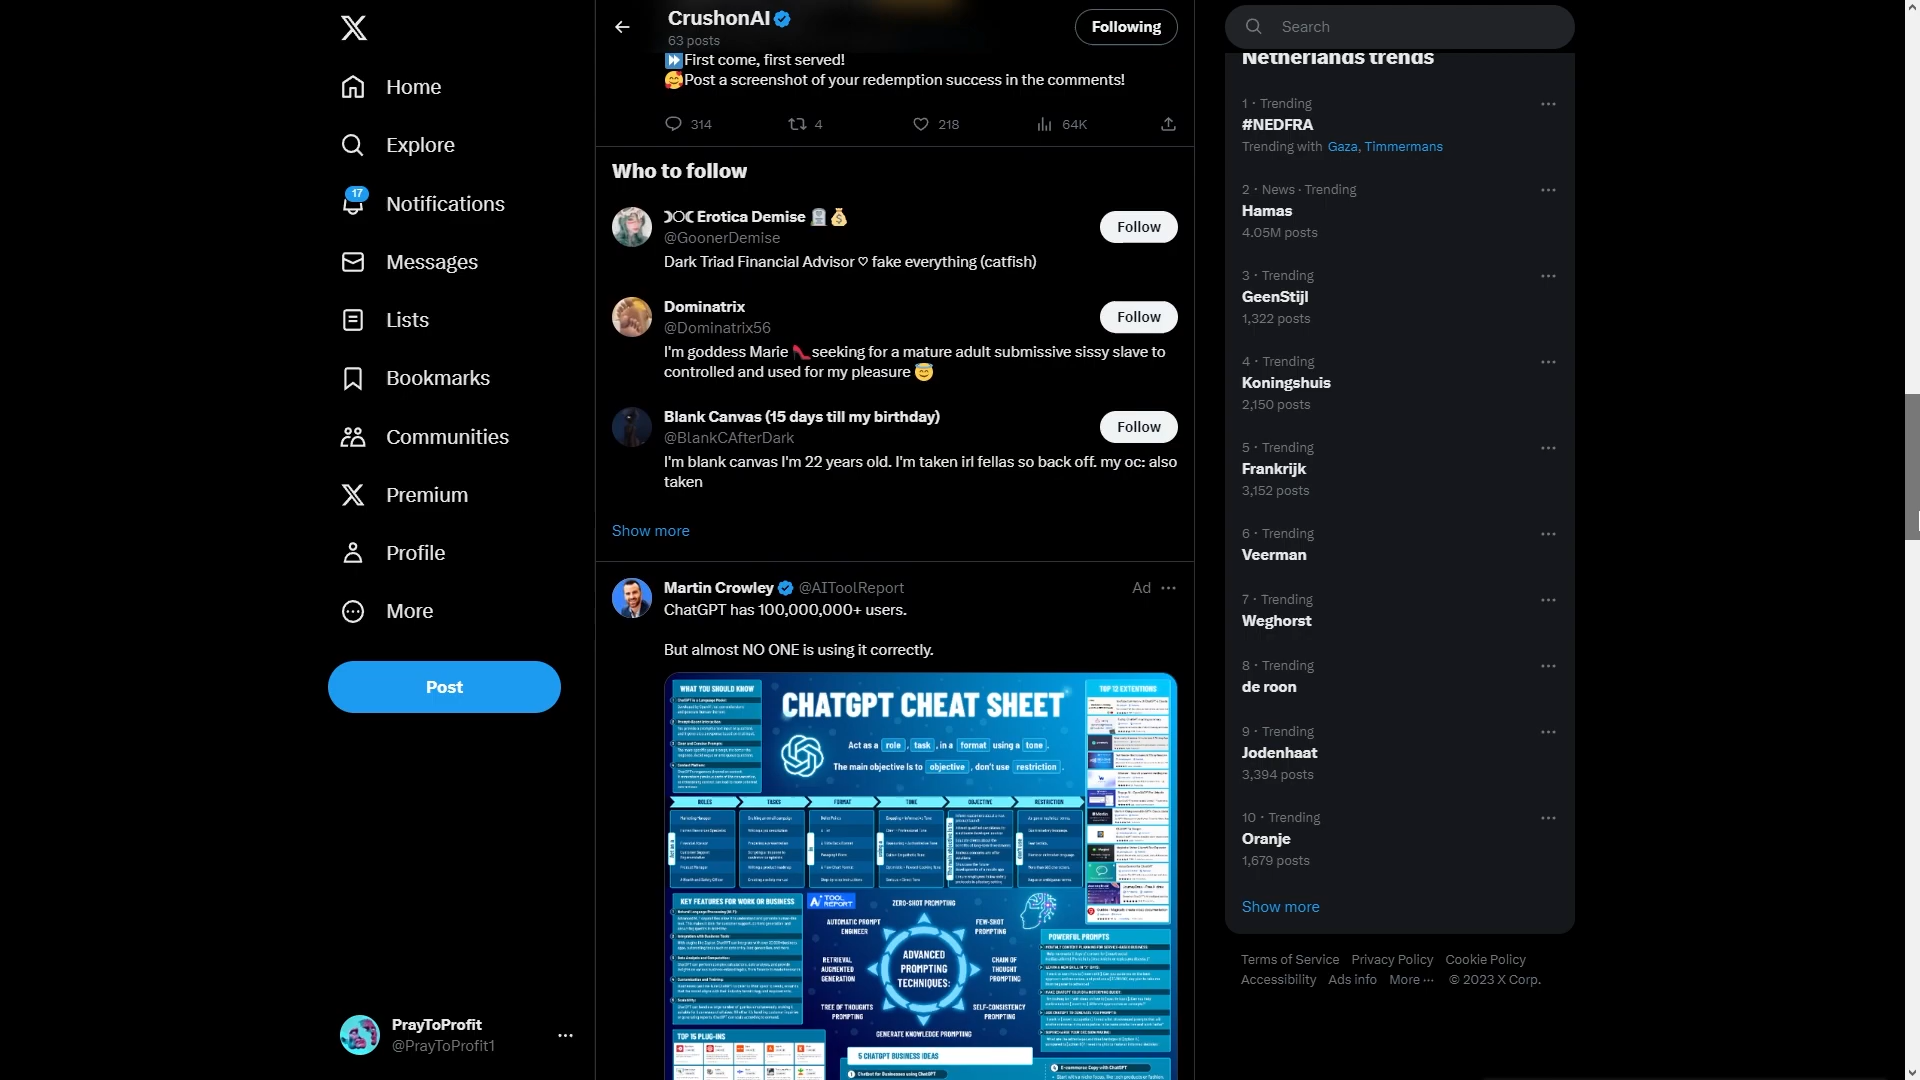 Home
Explore
17
Notifications
Messages
Lists
Bookmarks
Communities
Premium
Profile
More
Post
PrayToProfit
@PrayToProfit1
CrushonAI
63 posts
Following
⏩First come, first served!
🥰Post a screenshot of your redemption success in the comments!
314
4
218
64K
Who to follow
☽○☾ Erotica Demise 🪦💰
@GoonerDemise
Follow
Dark Triad Financial Advisor ♡ fake everything (catfish)
Dominatrix
@Dominatrix56
Follow
I'm goddess Marie 👠seeking for a mature adult submissive sissy slave to
controlled and used for my pleasure 😇
Blank Canvas (15 days till my birthday)
@BlankCAfterDark
Follow
I'm blank canvas I'm 22 years old. I'm taken irl fellas so back off. my oc: also
taken
Show more
Martin Crowley @AIToolReport
Ad
ChatGPT has 100,000,000+ users.
But almost NO ONE is using it correctly.
WHAT YOU SHOULD KNOW
CHATGPT CHEAT SHEET
TOP 12 EXTENTIONS
Act as a role, task, in a format using a tone.
The main objective is to objective, don't use restriction.
ROLES
TASKS
FORMAT
TONE
OBJECTIVE
RESTRICTION
KEY FEATURES FOR WORK OR BUSINESS
TOOL REPORT
ZERO-SHOT PROMPTING
AUTOMATIC PROMPT ENGINEER
FEW-SHOT PROMPTING
RETRIEVAL AUGMENTED GENERATION
ADVANCED PROMPTING TECHNIQUES:
CHAIN OF THOUGHT PROMPTING
TREE OF THOUGHTS PROMPTING
SELF-CONSISTENCY PROMPTING
GENERATE KNOWLEDGE PROMPTING
POWERFUL PROMPTS
TOP 15 PLUG-INS
5 CHATGPT BUSINESS IDEAS
Chatbot for Businesses using ChatGPT
E-commerce Copy with ChatGPT
Search
Netherlands trends
1 · Trending
#NEDFRA
Trending with Gaza, Timmermans
2 · News · Trending
Hamas
4.05M posts
3 · Trending
GeenStijl
1,322 posts
4 · Trending
Koningshuis
2,150 posts
5 · Trending
Frankrijk
3,152 posts
6 · Trending
Veerman
7 · Trending
Weghorst
8 · Trending
de roon
9 · Trending
Jodenhaat
3,394 posts
10 · Trending
Oranje
1,679 posts
Show more
Terms of Service Privacy Policy Cookie Policy
Accessibility Ads info More ··· © 2023 X Corp.